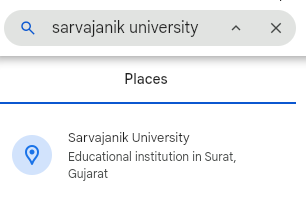 sarvajanik university
Places
Sarvajanik University
Educational institution in Surat,
Gujarat